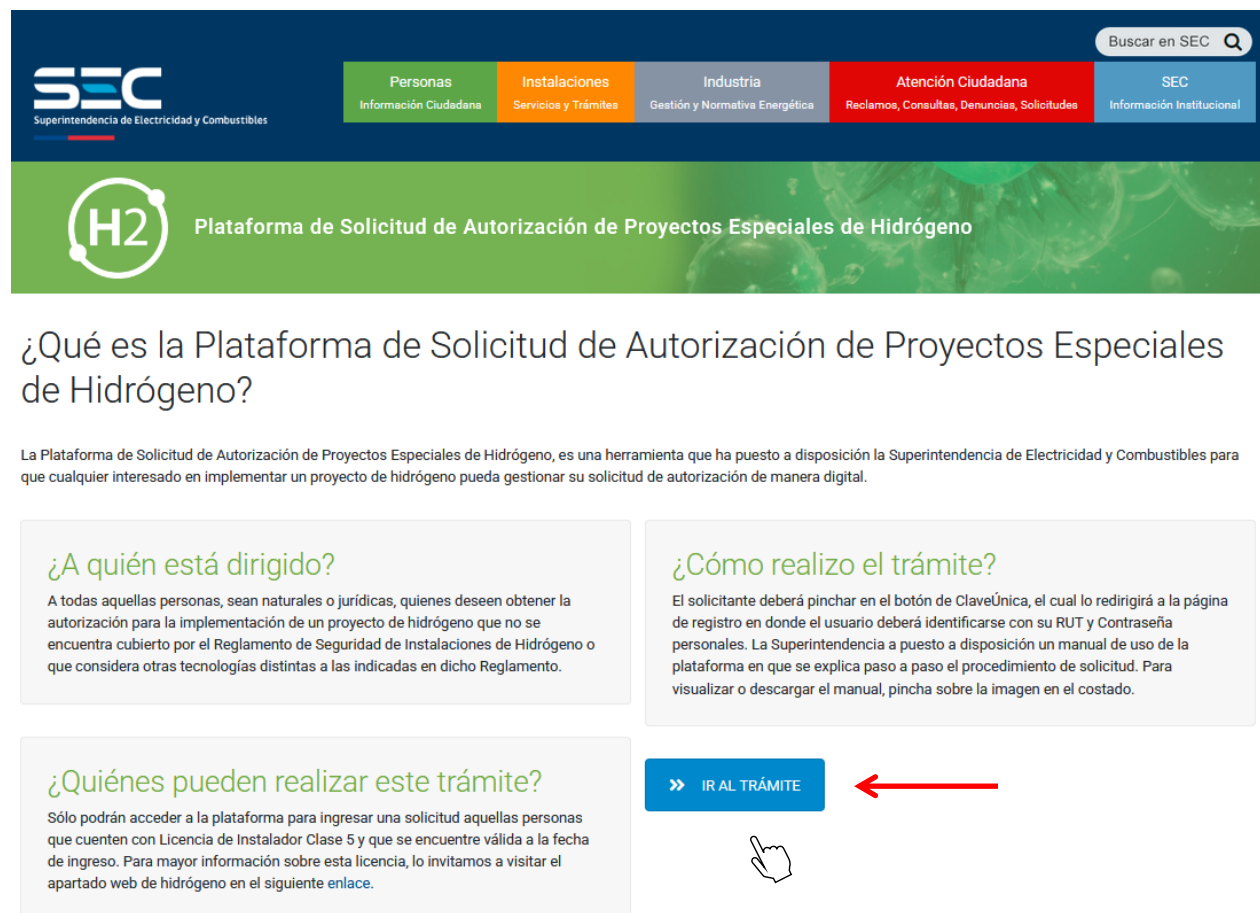 Buscar en SEC
SEC
Superintendencia de Electricidad y Combustibles
Personas
Información Ciudadana
Instalaciones
Servicios y Trámites
Industria
Gestión y Normativa Energética
Atención Ciudadana
Reclamos, Consultas, Denuncias, Solicitudes
SEC
Información Institucional
H2
Plataforma de Solicitud de Autorización de Proyectos Especiales de Hidrógeno
¿Qué es la Plataforma de Solicitud de Autorización de Proyectos Especiales
de Hidrógeno?
La Plataforma de Solicitud de Autorización de Proyectos Especiales de Hidrógeno, es una herramienta que ha puesto a disposición la Superintendencia de Electricidad y Combustibles para
que cualquier interesado en implementar un proyecto de hidrógeno pueda gestionar su solicitud de autorización de manera digital.
¿A quién está dirigido?
A todas aquellas personas, sean naturales o jurídicas, quienes deseen obtener la
autorización para la implementación de un proyecto de hidrógeno que no se
encuentra cubierto por el Reglamento de Seguridad de Instalaciones de Hidrógeno o
que considera otras tecnologías distintas a las indicadas en dicho Reglamento.
¿Cómo realizo el trámite?
El solicitante deberá pinchar en el botón de ClaveÚnica, el cual lo redirigirá a la página
de registro en donde el usuario deberá identificarse con su RUT y Contraseña
personales. La Superintendencia a puesto a disposición un manual de uso de la
plataforma en que se explica paso a paso el procedimiento de solicitud. Para
visualizar o descargar el manual, pincha sobre la imagen en el costado.
¿Quiénes pueden realizar este trámite?
Sólo podrán acceder a la plataforma para ingresar una solicitud aquellas personas
que cuenten con Licencia de Instalador Clase 5 y que se encuentre válida a la fecha
de ingreso. Para mayor información sobre esta licencia, lo invitamos a visitar el
apartado web de hidrógeno en el siguiente enlace.
IR AL TRÁMITE